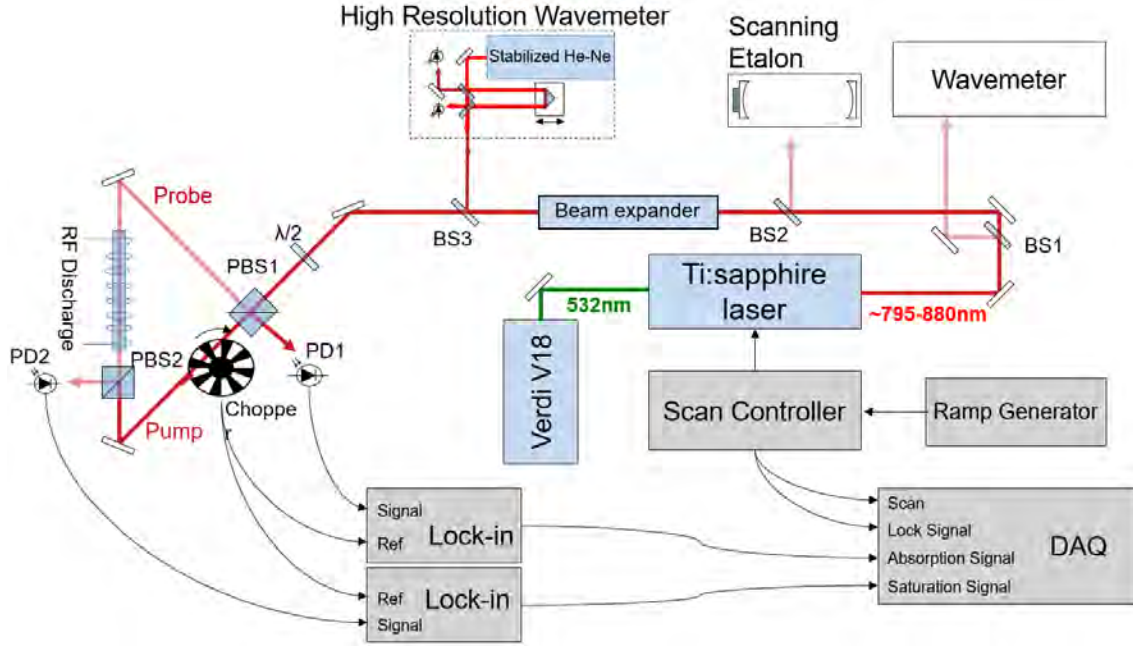 High Resolution Wavemeter
Stabilized He-Ne
Scanning
Etalon
Wavemeter
Probe
λ/2
BS3
Beam expander
BS2
BS1
PBS1
RF Discharge
Ti:sapphire
laser
532nm
~795-880nm
PD2
PBS2
PD1
Choppe
r
Pump
Verdi V18
Scan Controller
Ramp Generator
Signal
Ref
Lock-in
Ref
Signal
Lock-in
Scan
Lock Signal
Absorption Signal
Saturation Signal
DAQ